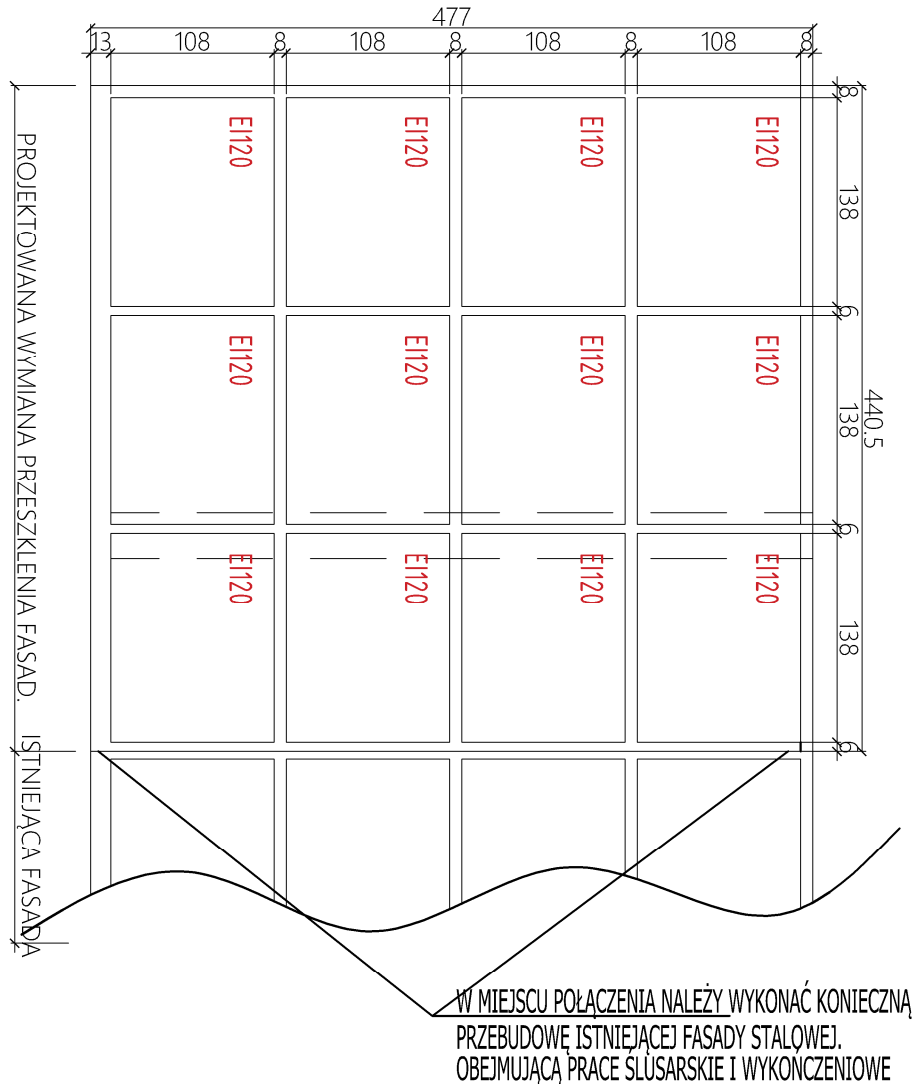 477
13 108 8 108 8 108 8 108 8
8
EI120 EI120 EI120 EI120
138
6
440.5
EI120 EI120 EI120 EI120
138
6
EI120 EI120 EI120 EI120
138
6
PROJEKTOWANA WYMIANA PRZESZKLENIA FASAD.
ISTNIEJĄCA FASADA
W MIEJSCU POŁĄCZENIA NALEŻY WYKONAĆ KONIECZNĄ
PRZEBUDOWĘ ISTNIEJĄCEJ FASADY STALOWEJ.
OBEJMUJĄCĄ PRACE ŚLUSARSKIE I WYKOŃCZENIOWE